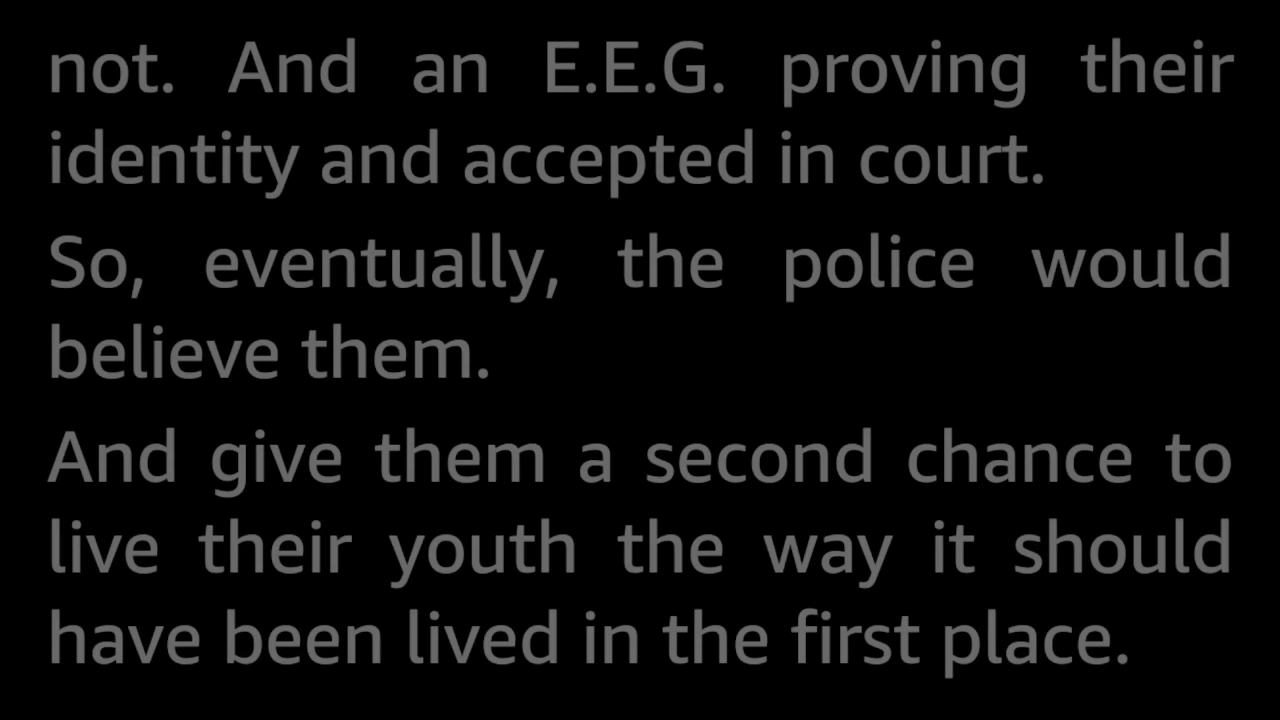 not. And an E.E.G. proving their
identity and accepted in court.
So, eventually, the police would
believe them.
And give them a second chance to
live their youth the way it should
have been lived in the first place.